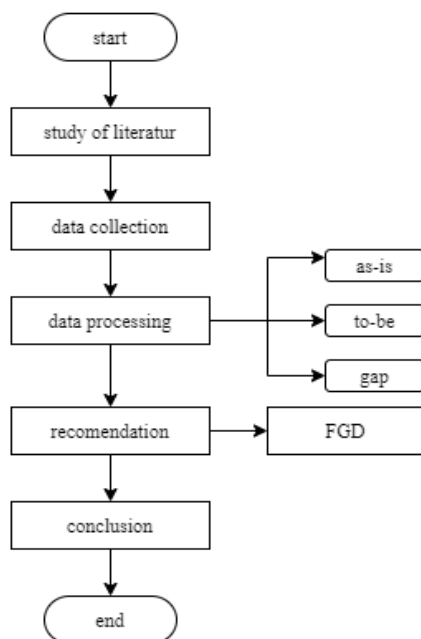 start
study of literatur
data collection
as-is
data processing
to-be
gap
recomendation
FGD
conclusion
end